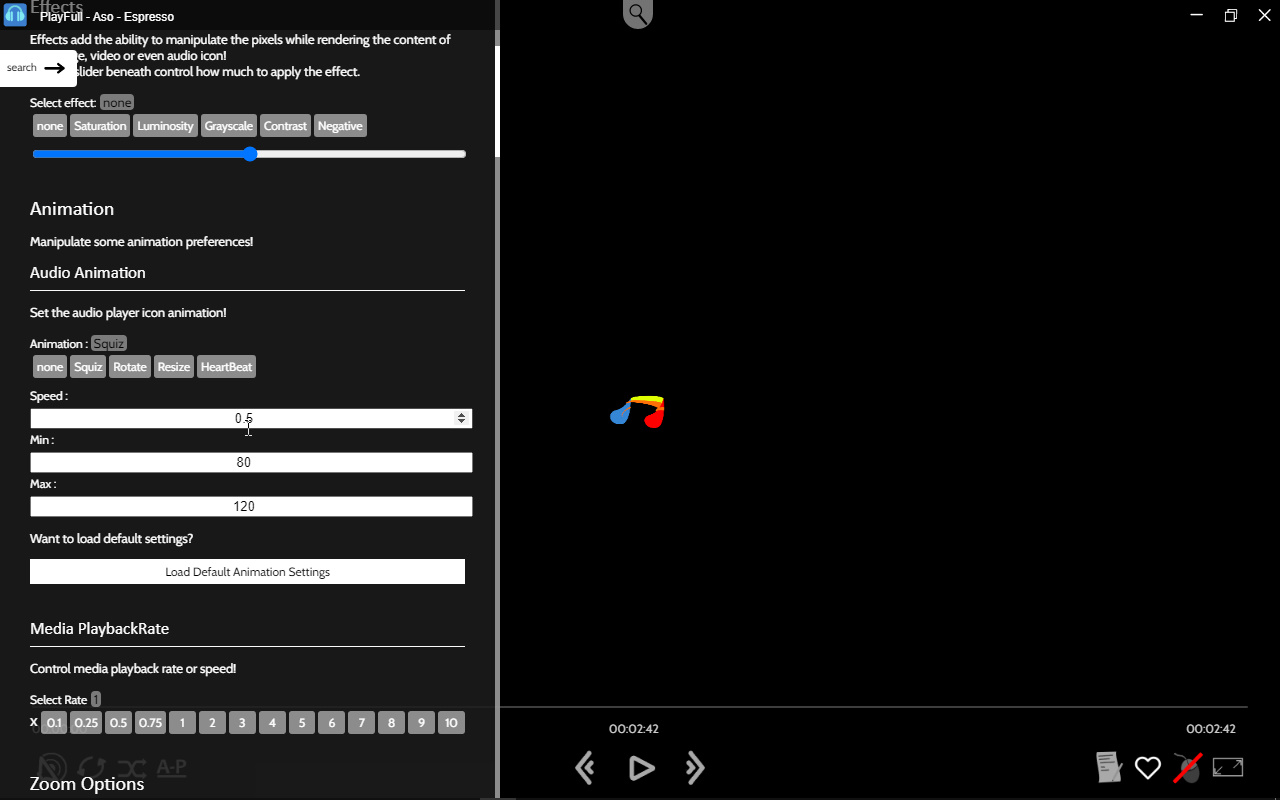 Effects
PlayFull - Aso - Espresso
Effects add the ability to manipulate the pixels while rendering the content of
e, video or even audio icon!
search
slider beneath control how much to apply the effect.
Select effect: none
none Saturation Luminosity Grayscale Contrast Negative
Animation
Manipulate some animation preferences!
Audio Animation
Set the audio player icon animation!
Animation : Squiz
none Squiz Rotate Resize HeartBeat
Speed :
0.5
Min :
80
Max :
120
Want to load default settings?
Load Default Animation Settings
Media PlaybackRate
Control media playback rate or speed!
Select Rate 1
X 0.1 0.25 0.5 0.75 1 2 3 4 5 6 7 8 9 10
00:02:42
00:02:42
A-P
Zoom Options